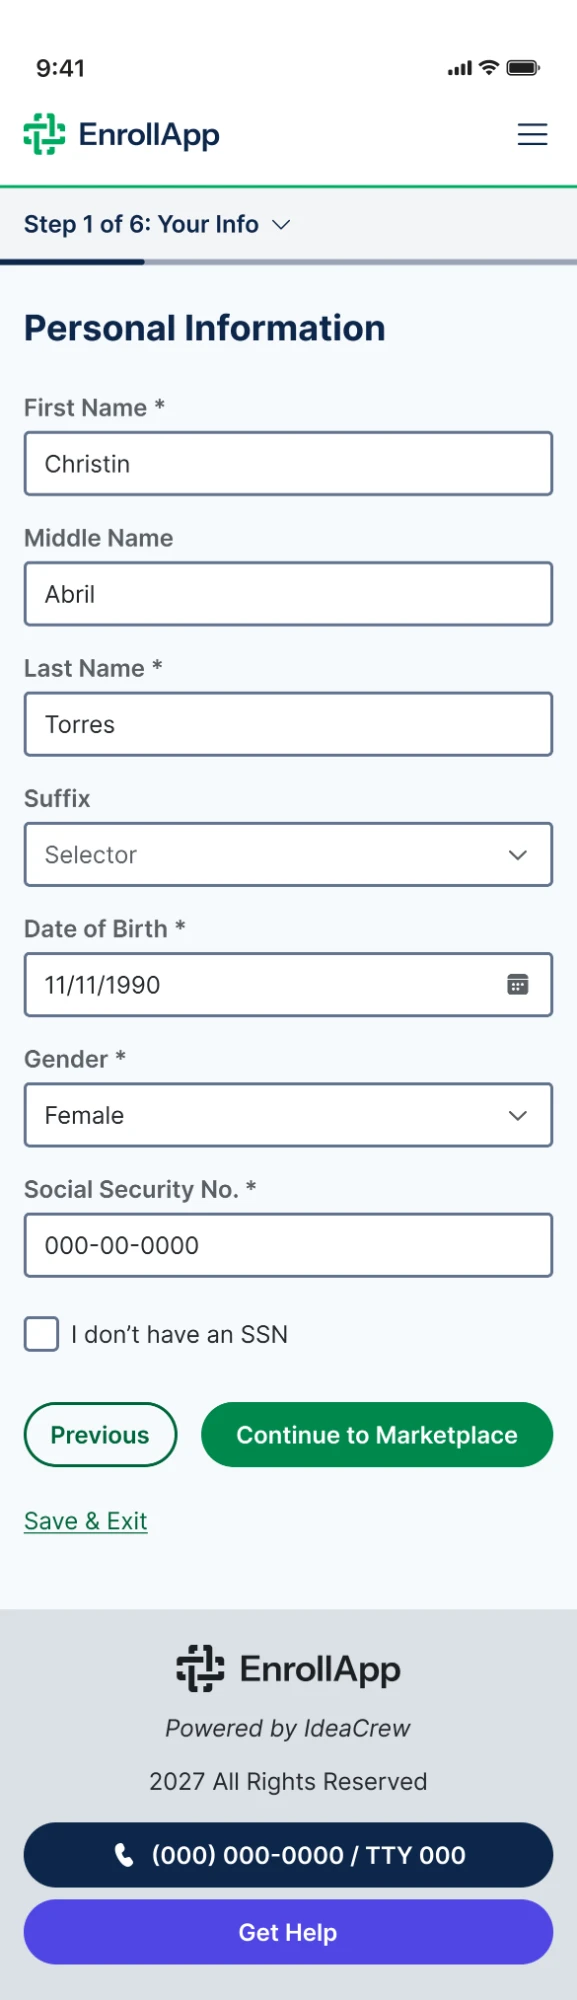 9:41
EnrollApp
Step 1 of 6: Your Info
Personal Information
First Name *
Christin
Middle Name
Abril
Last Name *
Torres
Suffix
Selector
Date of Birth *
11/11/1990
Gender *
Female
Social Security No. *
000-00-0000
I don’t have an SSN
Previous
Continue to Marketplace
Save & Exit
EnrollApp
Powered by IdeaCrew
2027 All Rights Reserved
(000) 000-0000 / TTY 000
Get Help